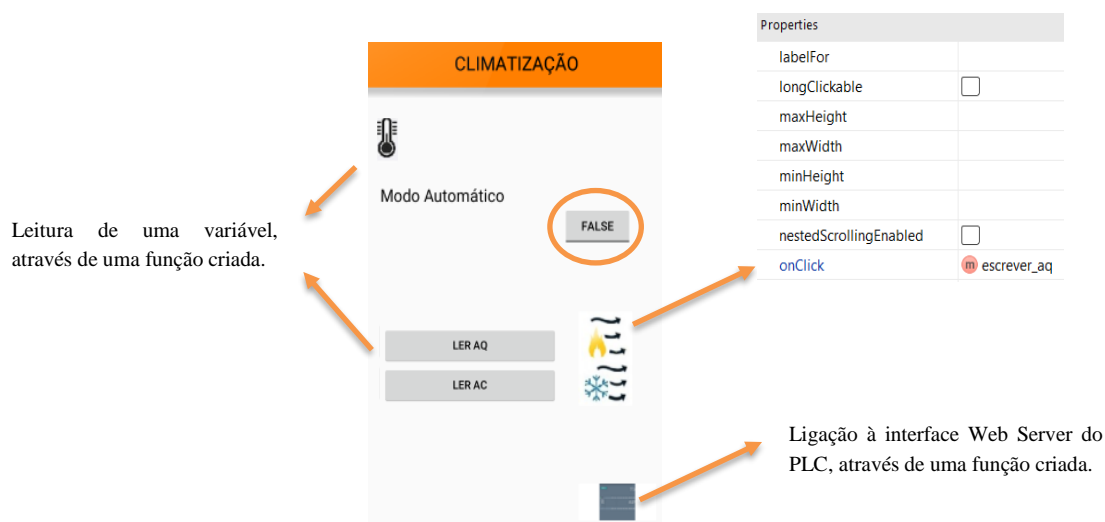 Properties
labelFor
longClickable
maxHeight
maxWidth
minHeight
minWidth
nestedScrollingEnabled
onClick
m escrever_aq
CLIMATIZAÇÃO
Modo Automático
FALSE
LER AQ
LER AC
Leitura de uma variável,
através de uma função criada.
Ligação à interface Web Server do
PLC, através de uma função criada.